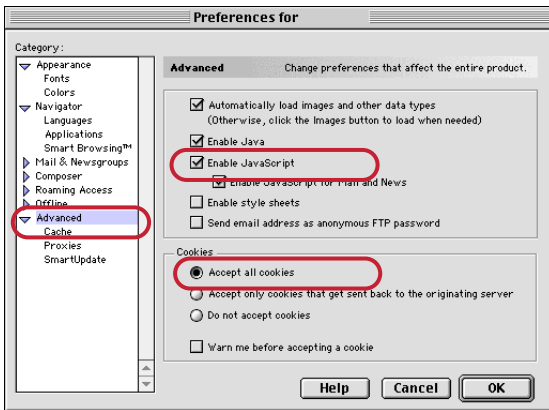 Preferences for
Category:
Appearance
Fonts
Colors
Navigator
Languages
Applications
Smart Browsing™
Mail & Newsgroups
Composer
Roaming Access
Offline
Advanced
Cache
Proxies
SmartUpdate
Advanced Change preferences that affect the entire product.
Automatically load images and other data types
(Otherwise, click the Images button to load when needed)
Enable Java
Enable JavaScript
Enable JavaScript for Mail and News
Enable style sheets
Send email address as anonymous FTP password
Cookies
Accept all cookies
Accept only cookies that get sent back to the originating server
Do not accept cookies
Warn me before accepting a cookie
Help Cancel OK